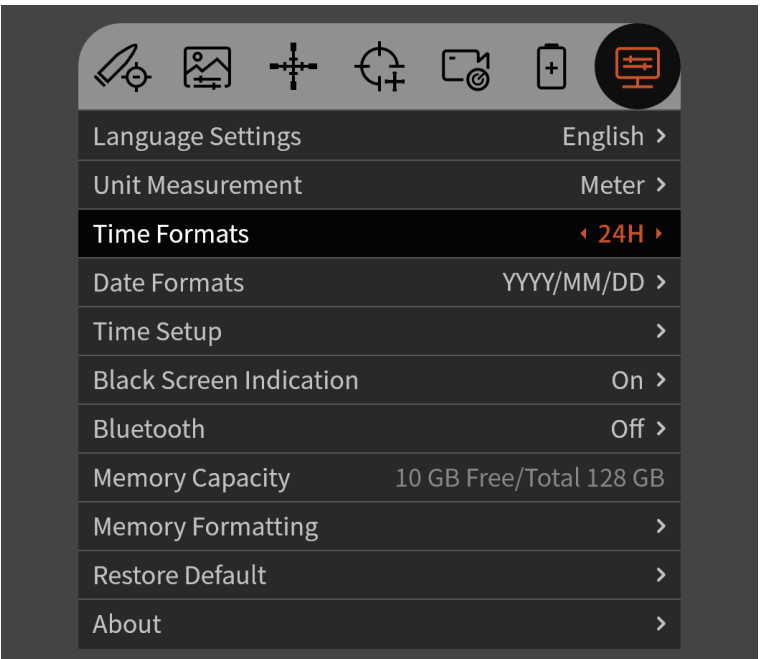 Language Settings English
Unit Measurement Meter
Time Formats 24H
Date Formats YYYY/MM/DD
Time Setup
Black Screen Indication On
Bluetooth Off
Memory Capacity 10 GB Free/Total 128 GB
Memory Formatting
Restore Default
About